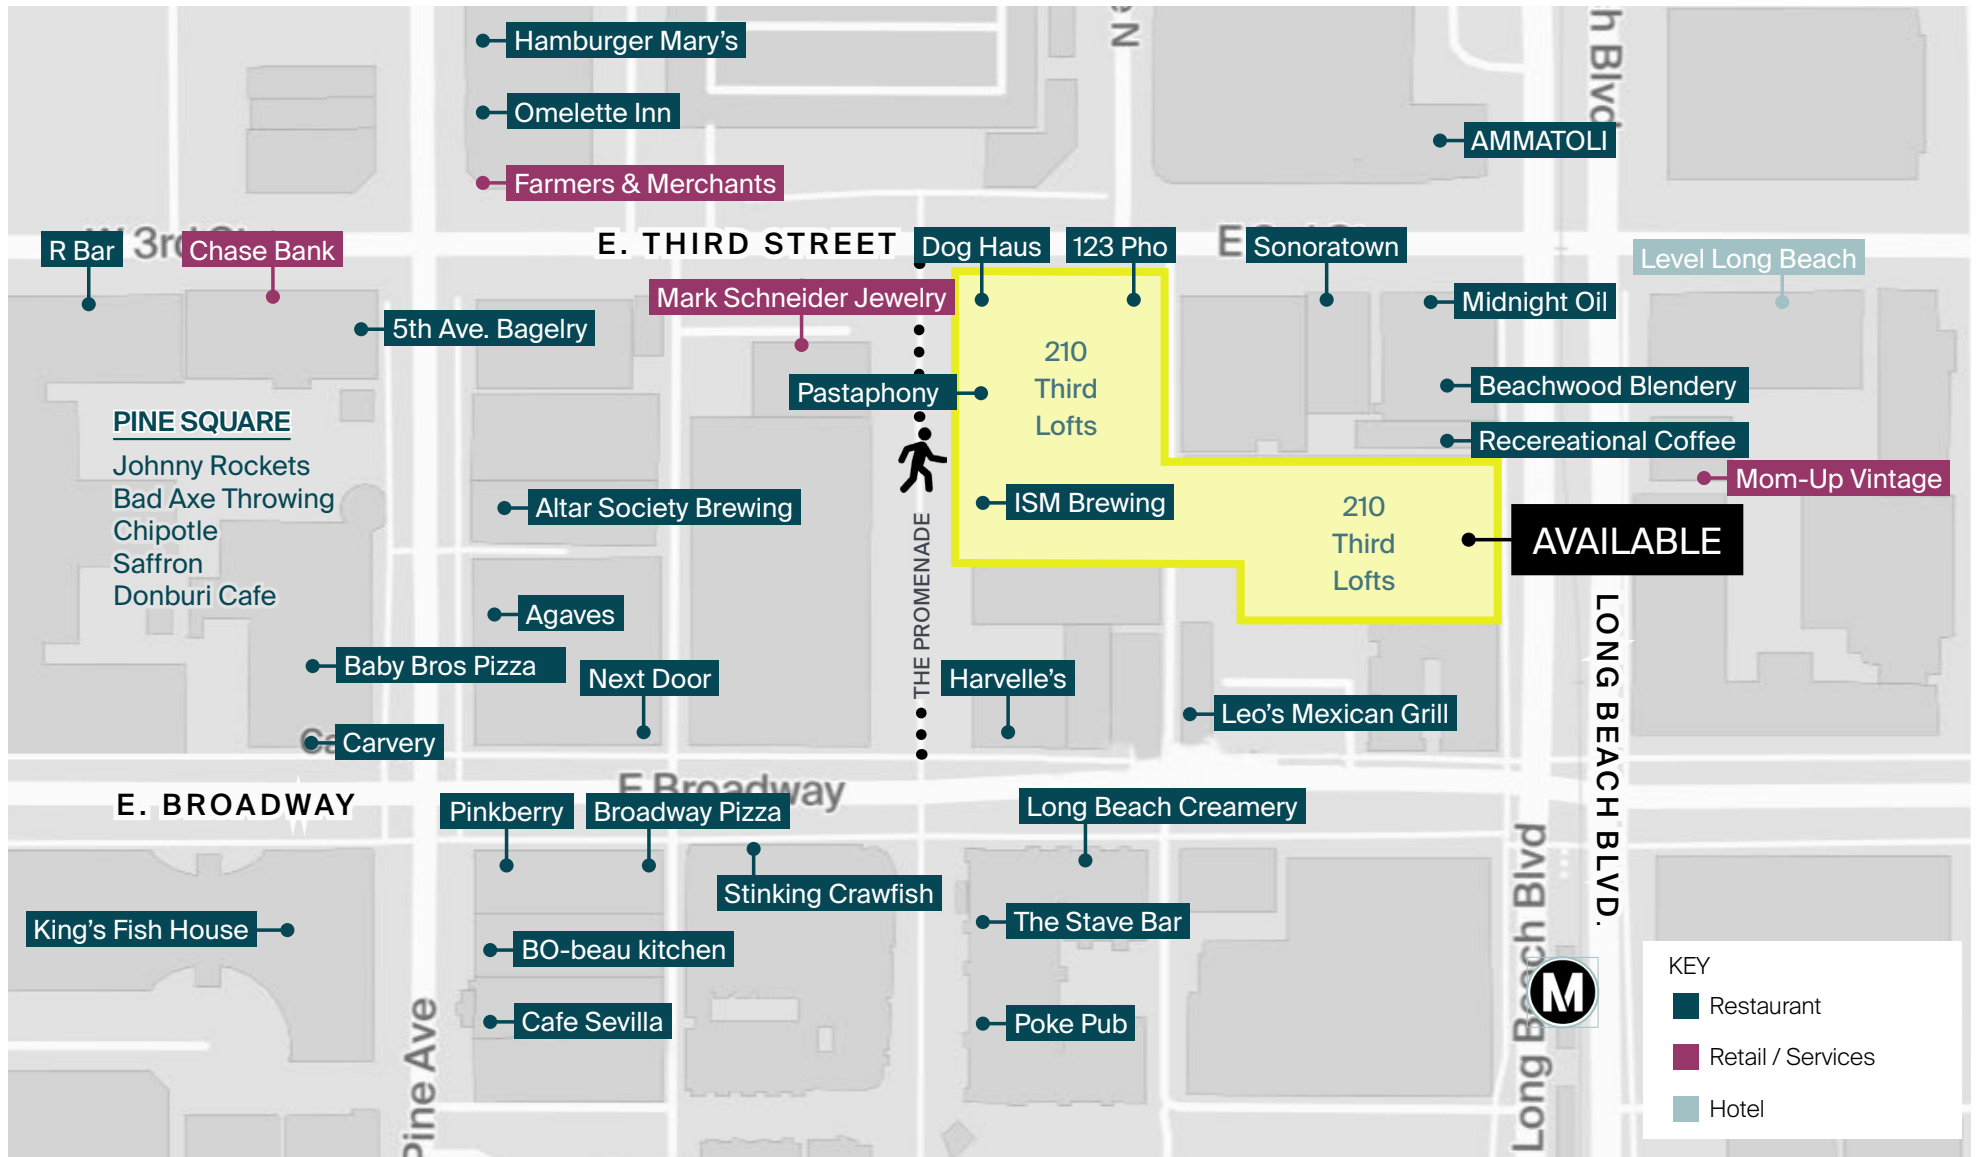 Hamburger Mary's
Omelette Inn
Farmers & Merchants
e N
h Blvd
AMMATOLI
W 3rd St
R Bar
Chase Bank
E. THIRD STREET
Dog Haus
123 Pho
Sonoratown
Level Long Beach
Mark Schneider Jewelry
5th Ave. Bagelry
Midnight Oil
210
Third
Lofts
Pastaphony
Beachwood Blendery
Recereational Coffee
Mom-Up Vintage
PINE SQUARE
Johnny Rockets
Bad Axe Throwing
Chipotle
Saffron
Donburi Cafe
Altar Society Brewing
ISM Brewing
210
Third
Lofts
AVAILABLE
THE PROMENADE
Agaves
Baby Bros Pizza
Next Door
Harvelle's
Leo's Mexican Grill
LONG BEACH BLVD.
Carvery
E Broadway
E. BROADWAY
Pinkberry
Broadway Pizza
Long Beach Creamery
Stinking Crawfish
The Stave Bar
King's Fish House
BO-beau kitchen
Cafe Sevilla
Poke Pub
Pine Ave
Long Beach Blvd
M
KEY
Restaurant
Retail / Services
Hotel